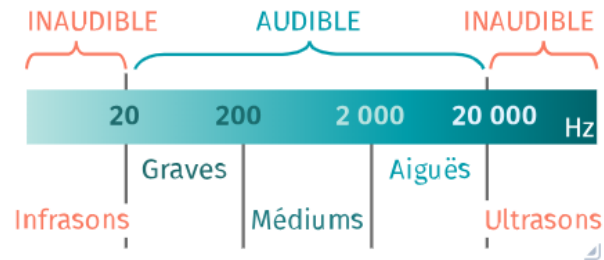 INAUDIBLE AUDIBLE INAUDIBLE
20 200 2 000 20 000 Hz
Graves Aiguës
Infrasons Médiums Ultrasons